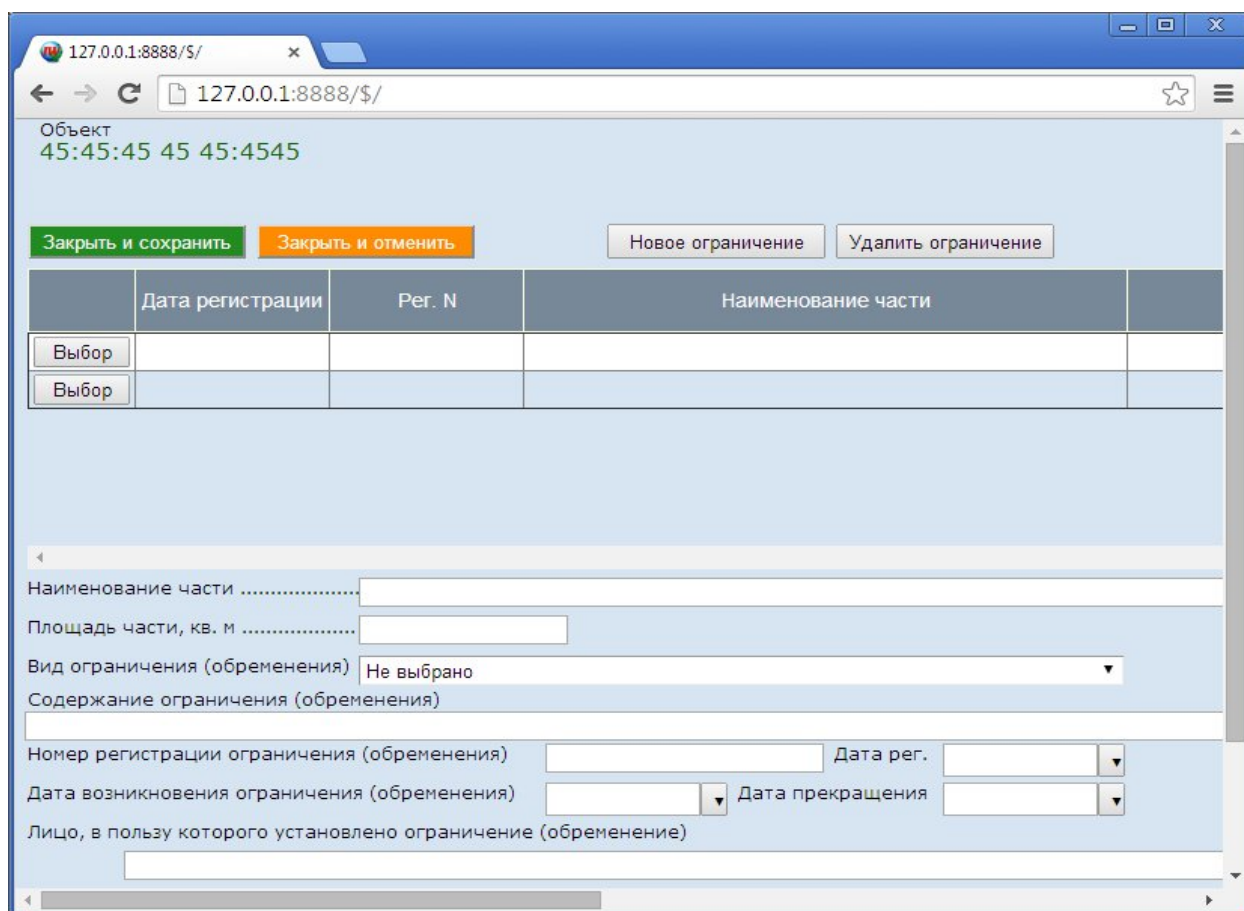 127.0.0.1:8888/$/
127.0.0.1:8888/$/
Объект
45:45:45 45 45:4545
Закрыть и сохранить Закрыть и отменить Новое ограничение Удалить ограничение
Дата регистрации Рег. N Наименование части
Выбор
Выбор
Наименование части ....................
Площадь части, кв. м ...................
Вид ограничения (обременения) Не выбрано
Содержание ограничения (обременения)
Номер регистрации ограничения (обременения) Дата рег.
Дата возникновения ограничения (обременения) Дата прекращения
Лицо, в пользу которого установлено ограничение (обременение)